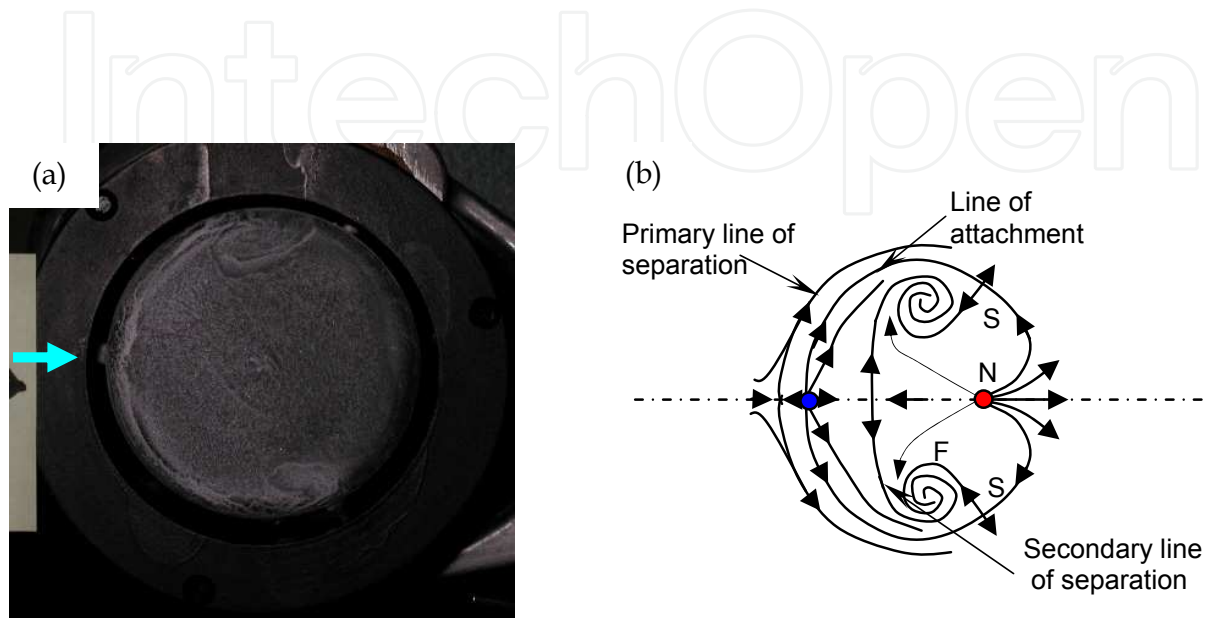 IntechOpen
(a)
(b)
Line of
attachment
Primary line of
separation
S
N
F
S
Secondary line
of separation